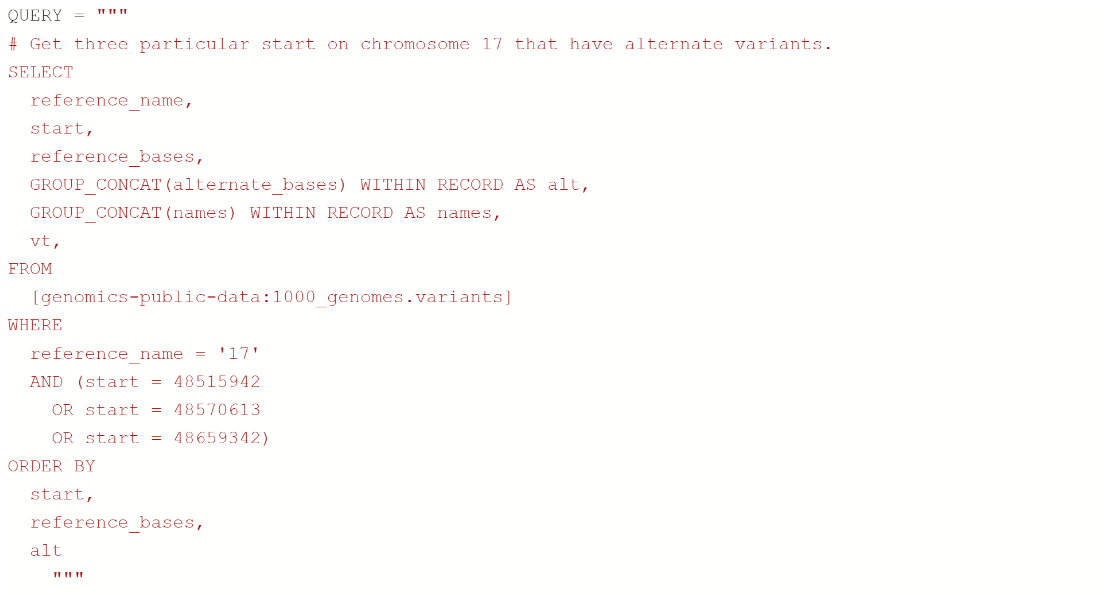 QUERY = """
# Get three particular start on chromosome 17 that have alternate variants.
SELECT
  reference_name,
  start,
  reference_bases,
  GROUP_CONCAT(alternate_bases) WITHIN RECORD AS alt,
  GROUP_CONCAT(names) WITHIN RECORD AS names,
  vt,
FROM
  [genomics-public-data:1000_genomes.variants]
WHERE
  reference_name = '17'
  AND (start = 48515942
    OR start = 48570613
    OR start = 48659342)
ORDER BY
  start,
  reference_bases,
  alt
    """